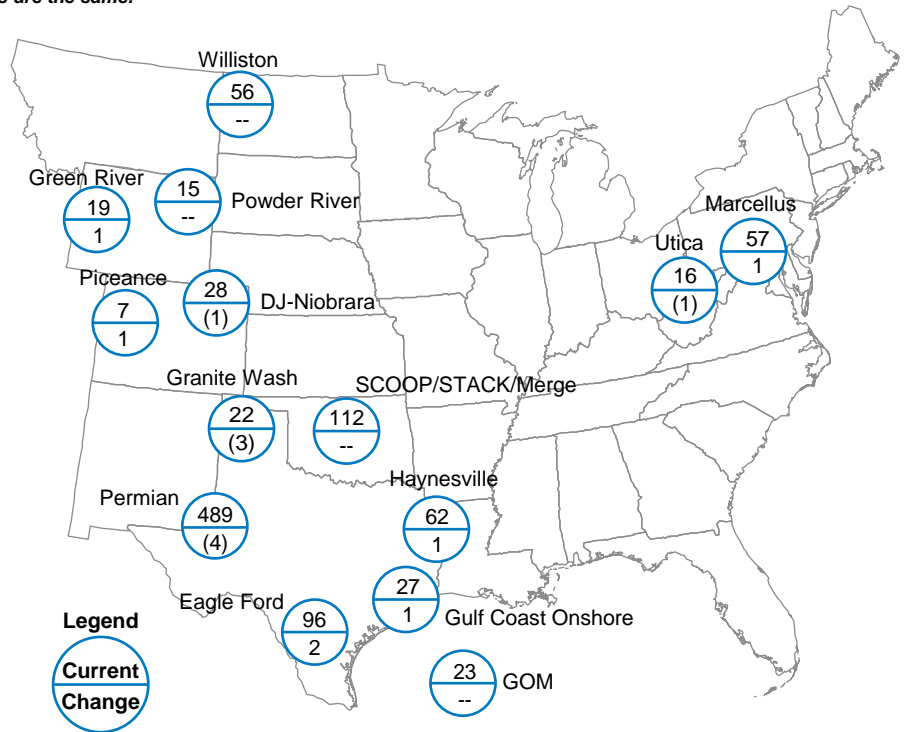 s are the same.
Williston
56
--
Green River
19
1
15
--
Powder River
Marcellus
57
1
Utica
16
(1)
Piceance
7
1
28
(1)
DJ-Niobrara
Granite Wash
22
(3)
SCOOP/STACK/Merge
112
--
Haynesville
62
1
Permian
489
(4)
Eagle Ford
96
2
27
1
Gulf Coast Onshore
23
--
GOM
Legend
Current
Change